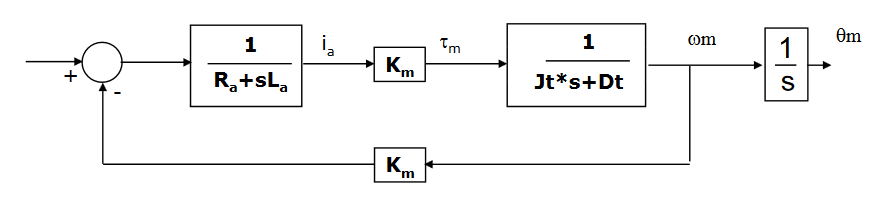 +
-
1
Rₐ+sLₐ
iₐ
Kₘ
τₘ
1
Jt*s+Dt
ωm
1
s
θm
Kₘ